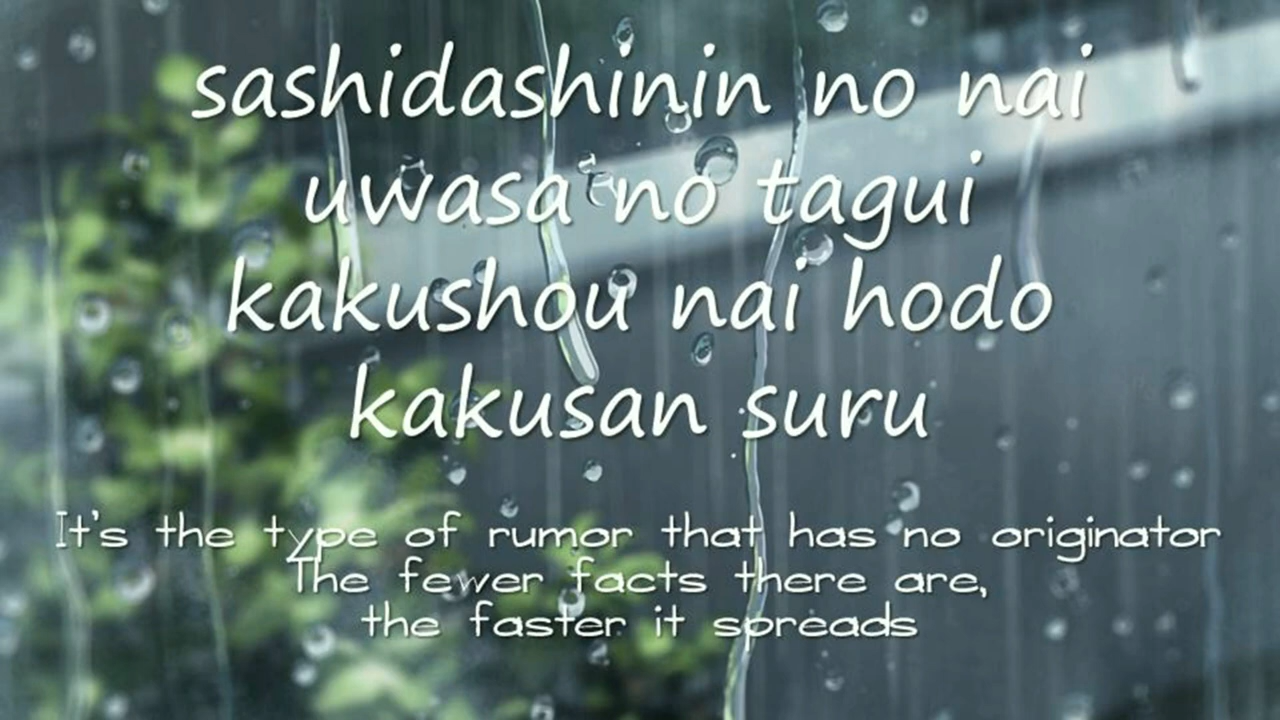 sashidashinin no nai
uwasa no tagui
kakushou nai hodo
kakusan suru
It's the type of rumor that has no originator
The fewer facts there are,
the faster it spreads